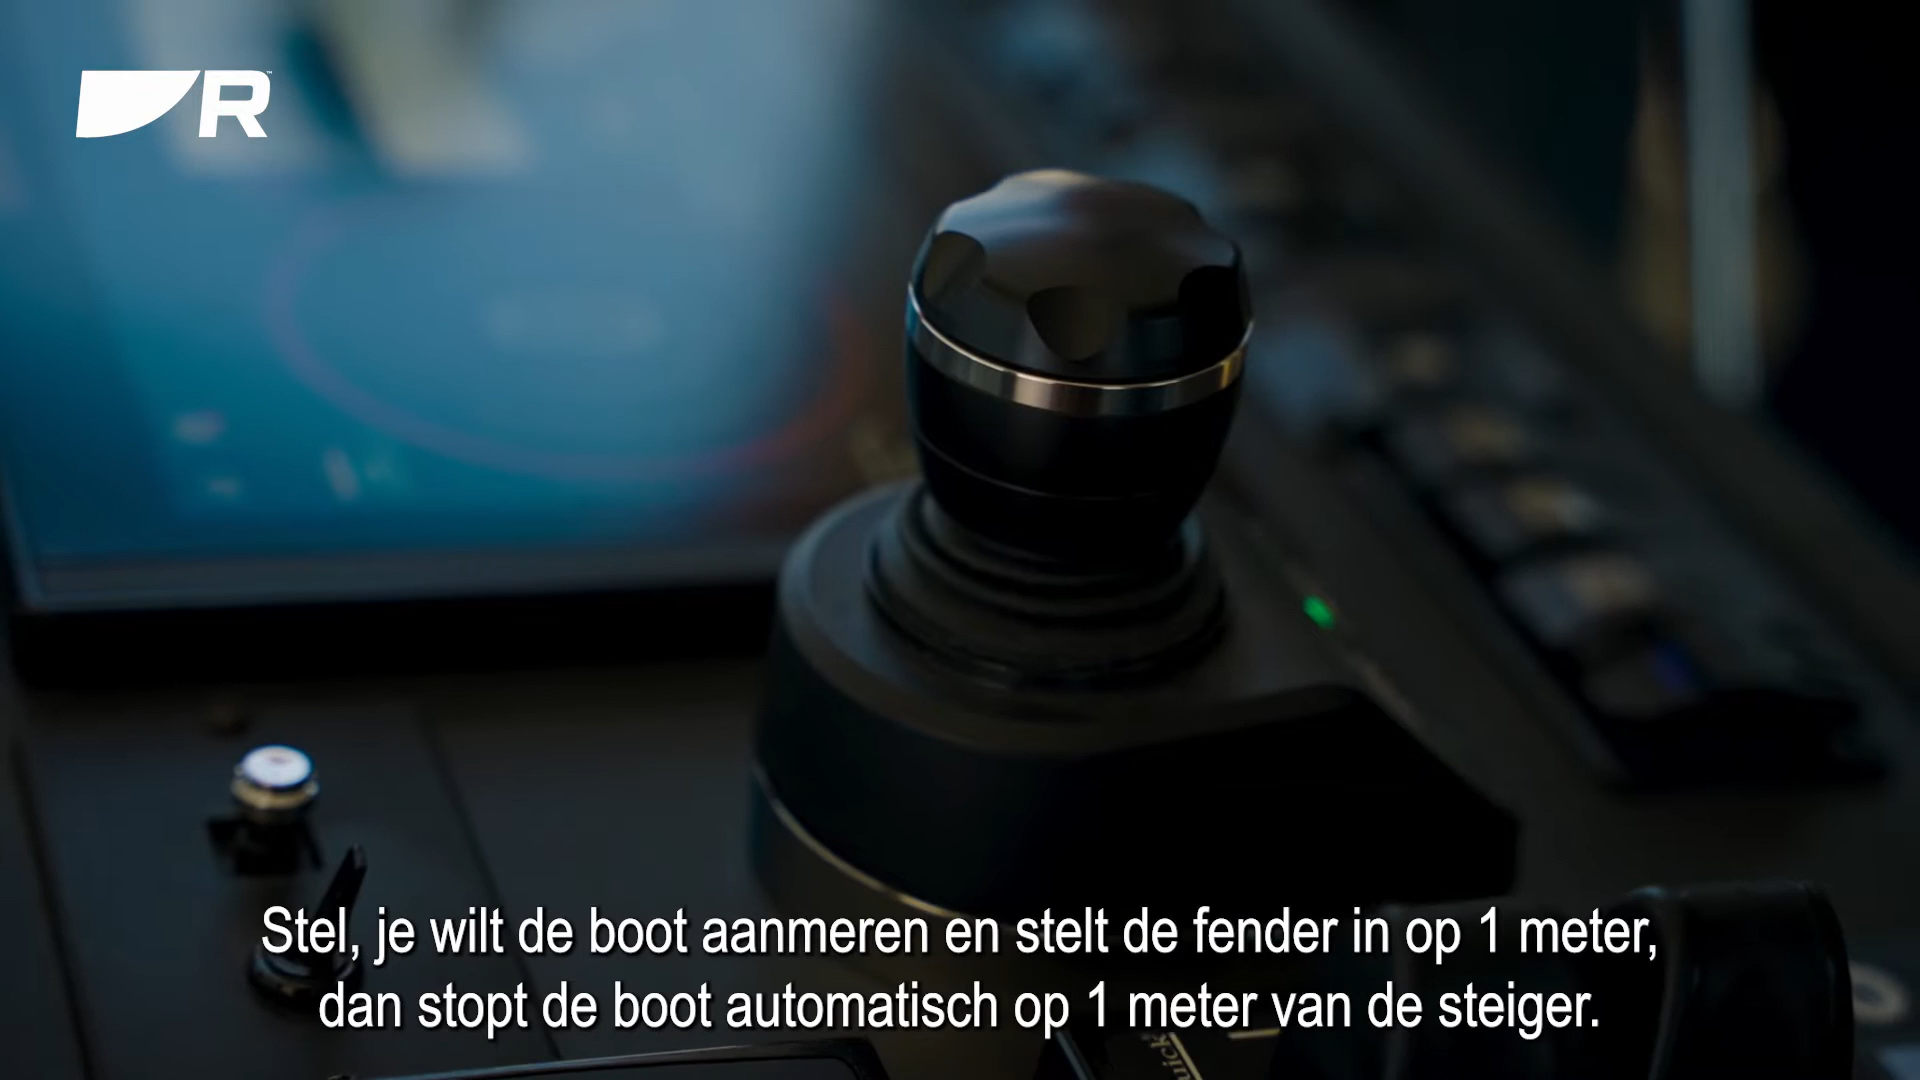 R
Stel, je wilt de boot aanmeren en stelt de fender in op 1 meter,
dan stopt de boot automatisch op 1 meter van de steiger.
uick